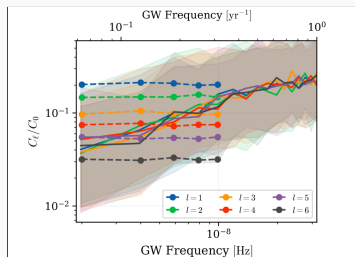 GW Frequency [yr⁻¹]
10⁻¹ 10⁰
C_ℓ/C₀
10⁻¹
10⁻²
l = 1 l = 3 l = 5
l = 2 l = 4 l = 6
10⁻⁸
GW Frequency [Hz]